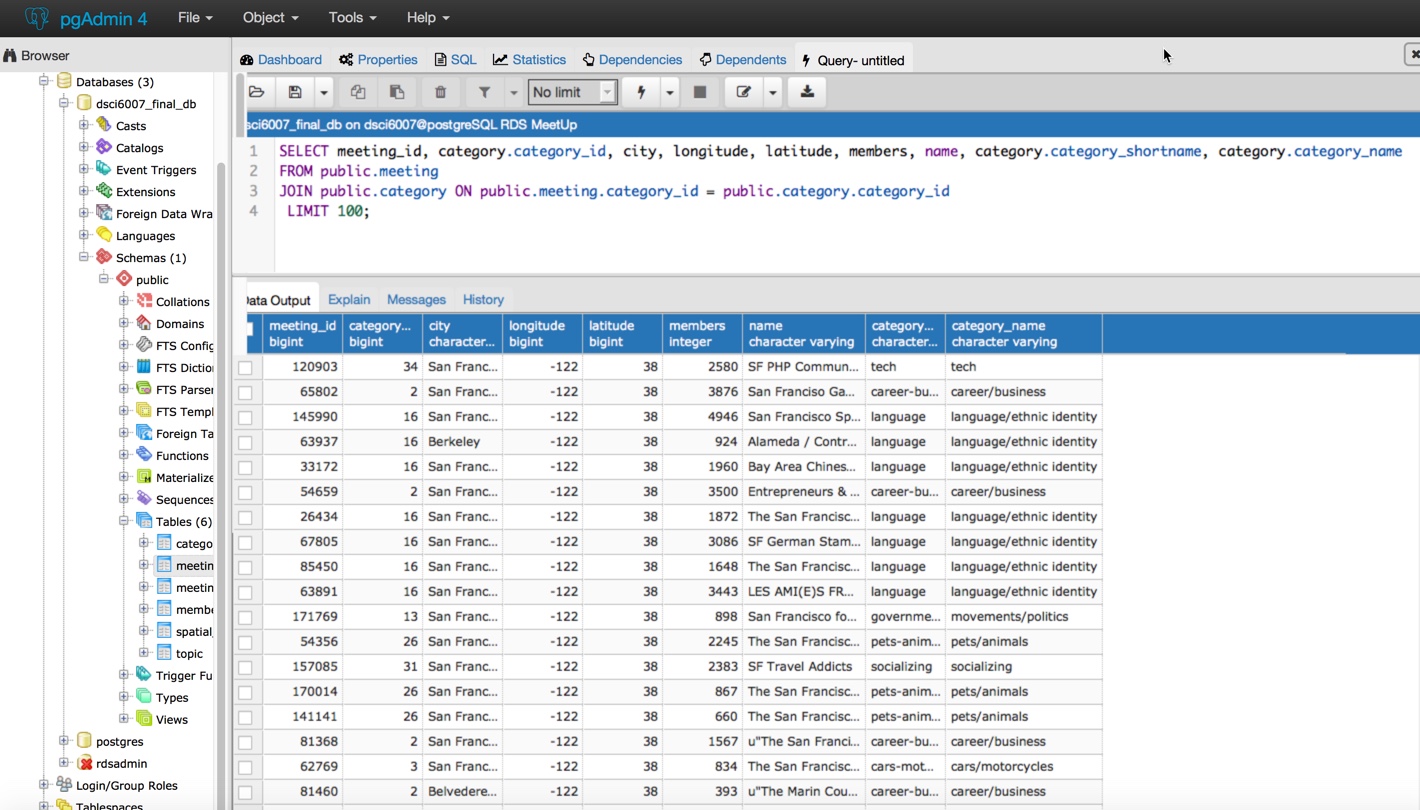 pgAdmin 4 File Object Tools Help
Browser
Dashboard Properties SQL Statistics Dependencies Dependents Query- untitled
Databases (3)
dsci6007_final_db
Casts
Catalogs
Event Triggers
Extensions
Foreign Data Wra
Languages
Schemas (1)
public
Collations
Domains
FTS Config
FTS Dictio
FTS Parser
FTS Templ
Foreign Ta
Functions
Materialize
Sequences
Tables (6)
catego
meetin
meetin
membe
spatial_
topic
Trigger Fu
Types
Views
postgres
rdsadmin
Login/Group Roles
Tablespaces
No limit
sci6007_final_db on dsci6007@postgreSQL RDS MeetUp
1 SELECT meeting_id, category.category_id, city, longitude, latitude, members, name, category.category_shortname, category.category_name
2 FROM public.meeting
3 JOIN public.category ON public.meeting.category_id = public.category.category_id
4 LIMIT 100;
Data Output Explain Messages History
meeting_id category... city longitude latitude members name category... category_name
bigint bigint character... bigint bigint integer character varying character... character varying
120903 34 San Franc... -122 38 2580 SF PHP Commun... tech tech
65802 2 San Franc... -122 38 3876 San Franciso Ga... career-bu... career/business
145990 16 San Franc... -122 38 4946 San Francisco Sp... language language/ethnic identity
63937 16 Berkeley -122 38 924 Alameda / Contr... language language/ethnic identity
33172 16 San Franc... -122 38 1960 Bay Area Chines... language language/ethnic identity
54659 2 San Franc... -122 38 3500 Entrepreneurs & ... career-bu... career/business
26434 16 San Franc... -122 38 1872 The San Francisc... language language/ethnic identity
67805 16 San Franc... -122 38 3086 SF German Stam... language language/ethnic identity
85450 16 San Franc... -122 38 1648 The San Francisc... language language/ethnic identity
63891 16 San Franc... -122 38 3443 LES AMI(E)S FR... language language/ethnic identity
171769 13 San Franc... -122 38 898 San Francisco fo... governme... movements/politics
54356 26 San Franc... -122 38 2245 The San Francisc... pets-anim... pets/animals
157085 31 San Franc... -122 38 2383 SF Travel Addicts socializing socializing
170014 26 San Franc... -122 38 867 The San Francisc... pets-anim... pets/animals
141141 26 San Franc... -122 38 660 The San Francisc... pets-anim... pets/animals
81368 2 San Franc... -122 38 1567 u"The San Franci... career-bu... career/business
62769 3 San Franc... -122 38 834 The San Francisc... cars-mot... cars/motorcycles
81460 2 Belvedere... -122 38 393 u"The Marin Cou... career-bu... career/business